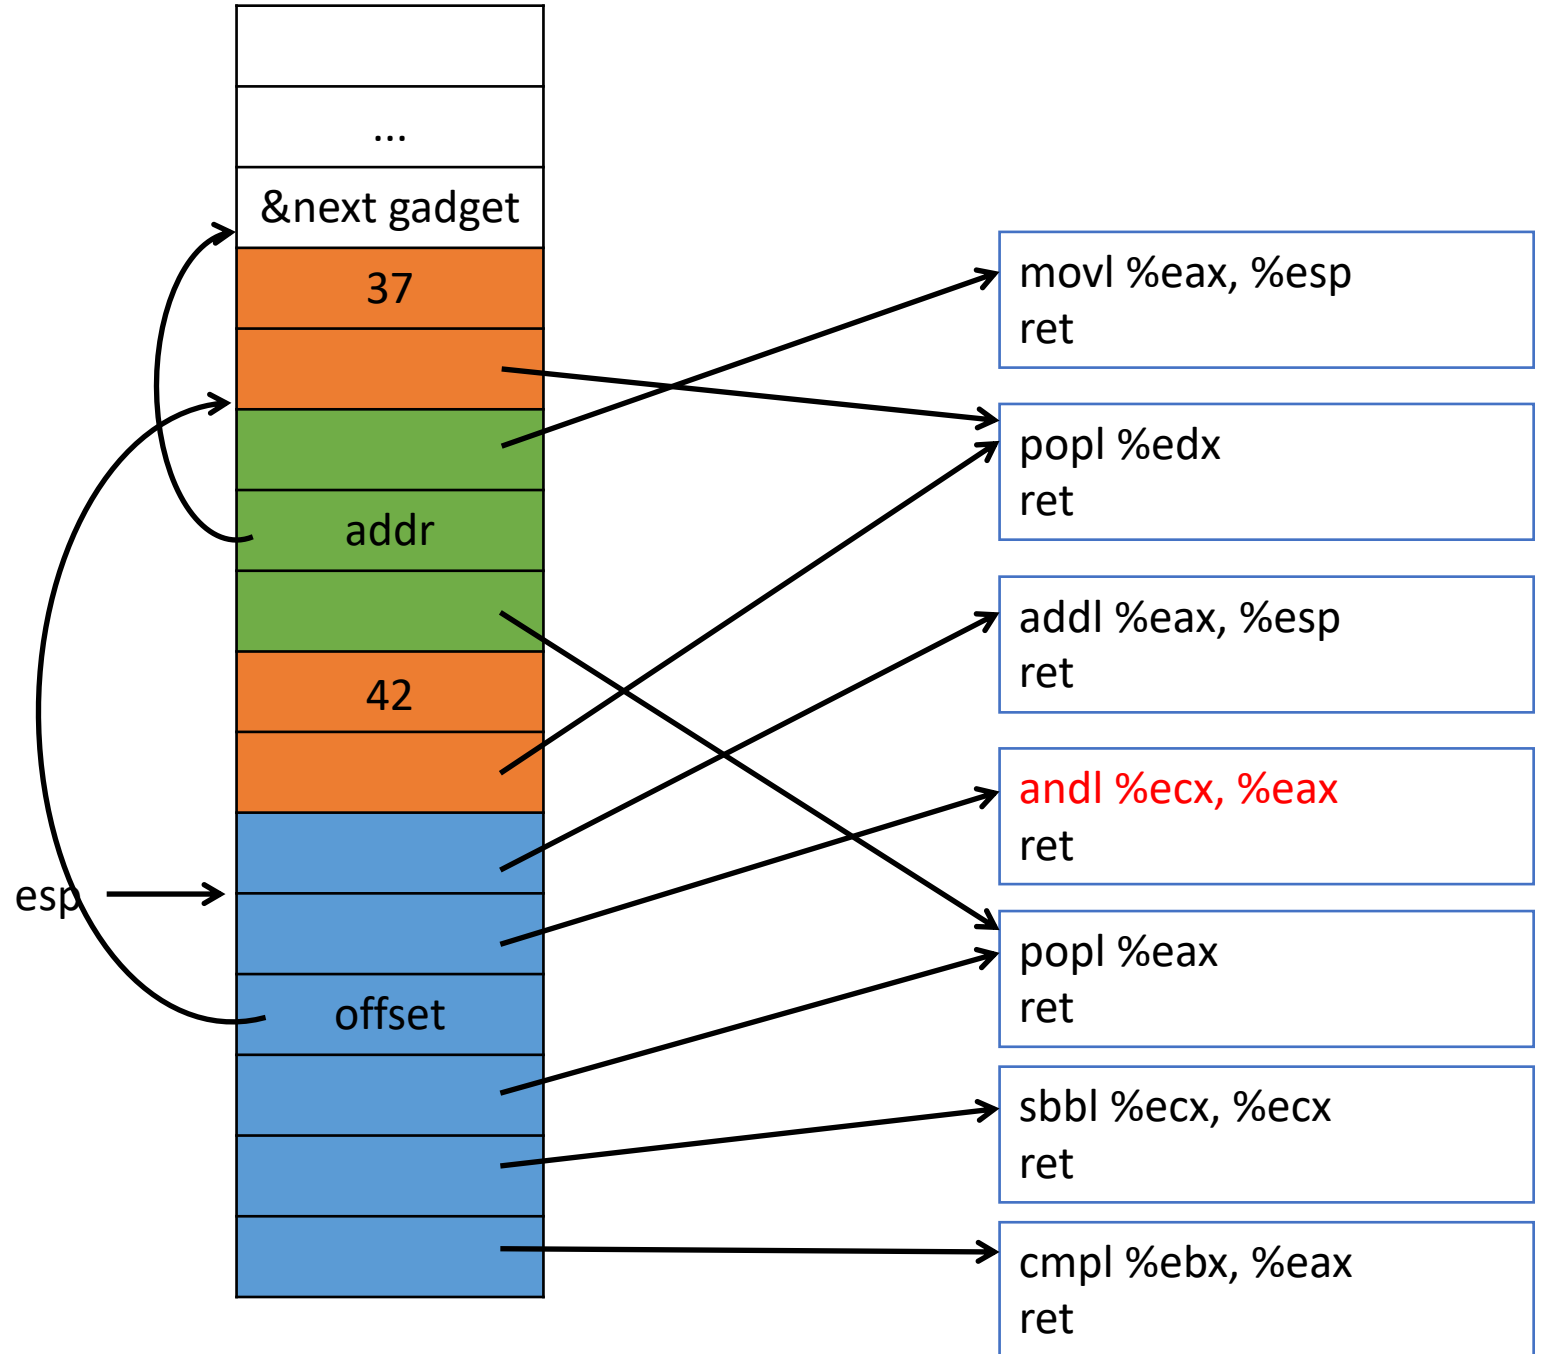 ...
&next gadget
37
addr
42
esp
offset
movl %eax, %esp
ret
popl %edx
ret
addl %eax, %esp
ret
andl %ecx, %eax
ret
popl %eax
ret
sbbl %ecx, %ecx
ret
cmpl %ebx, %eax
ret